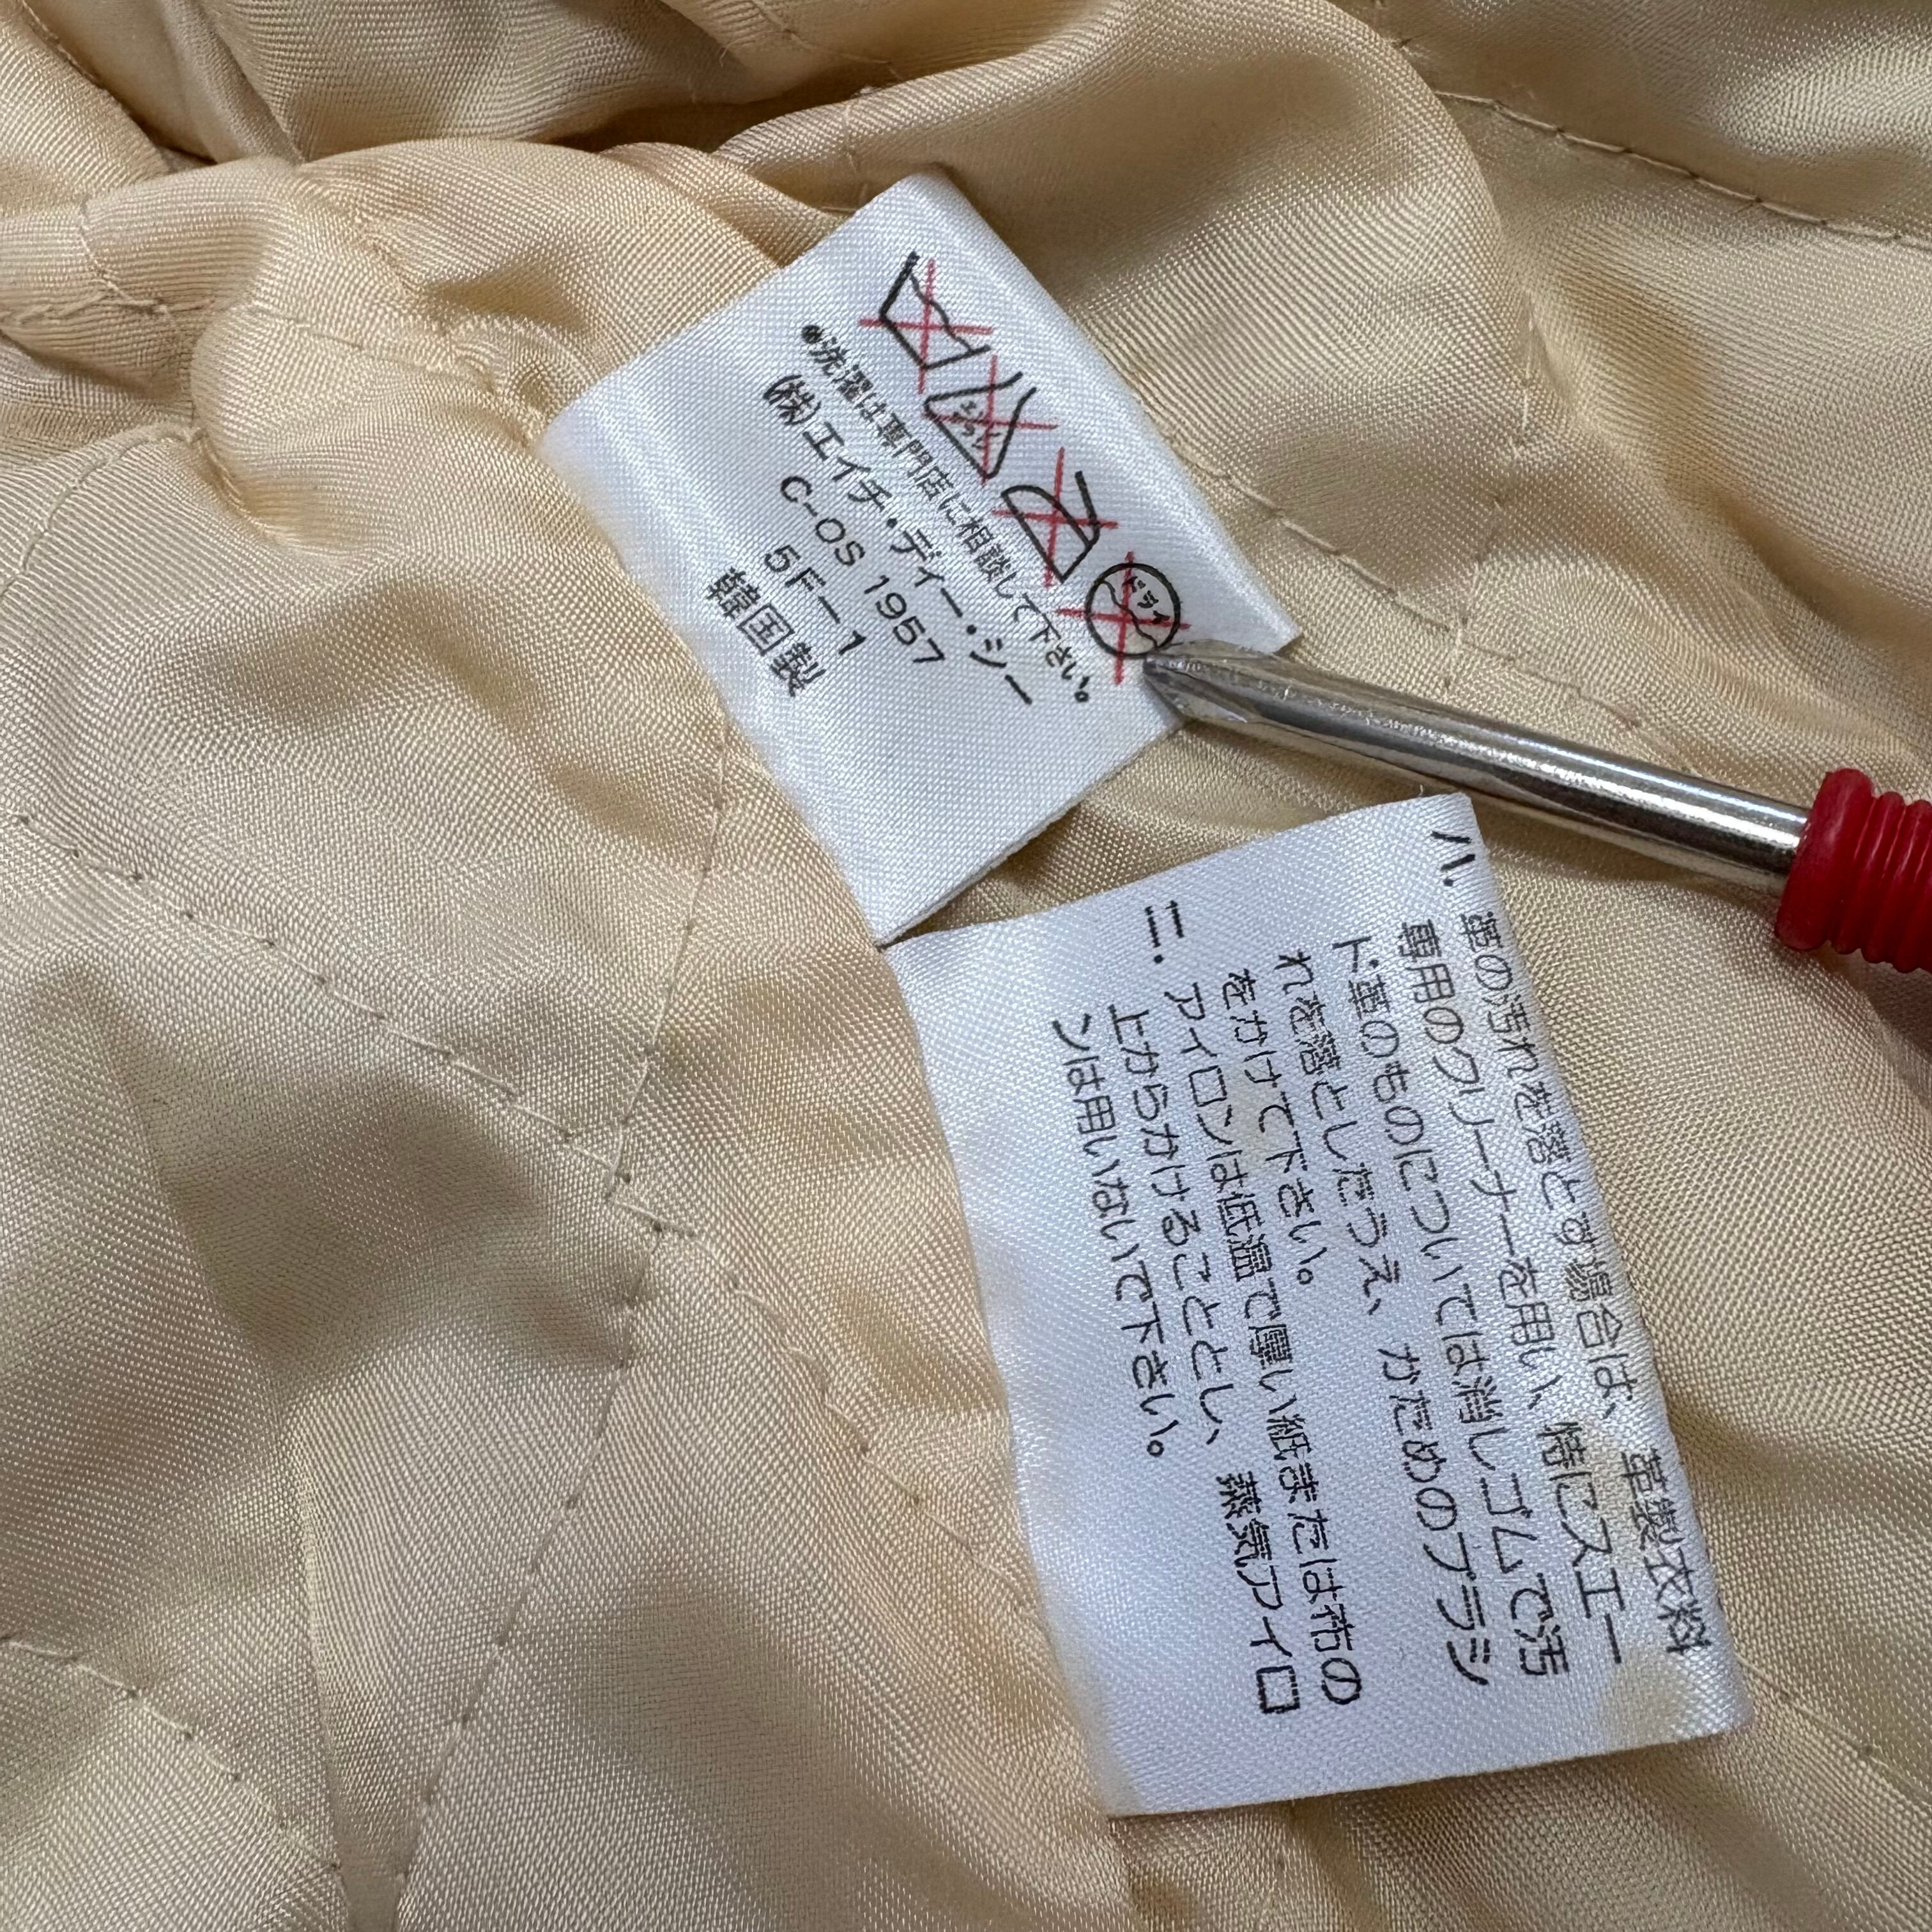 エンソ
ドライ
●洗濯は専門店に相談して下さい。
(株)エイチ・ディー・シー
C-OS 1957
5F-1
韓国製
ハ. 革の汚れを落とす場合は、革製衣料
専用のクリーナーを用い、特にスエー
ド革のものについては消しゴムで汚
れを落としたうえ、かためのブラシ
をかけて下さい。
ニ. アイロンは低温で厚い紙または布の
上からかけることとし、蒸気アイロ
ンは用いないで下さい。